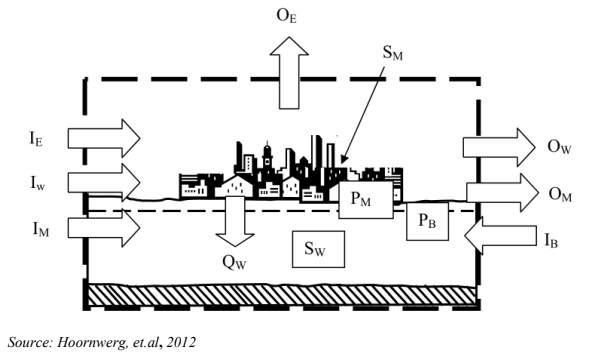 O_E
S_M
I_E
O_W
I_w
O_M
P_M
P_B
I_M
I_B
S_W
Q_W
Source: Hoornwerg, et.al, 2012